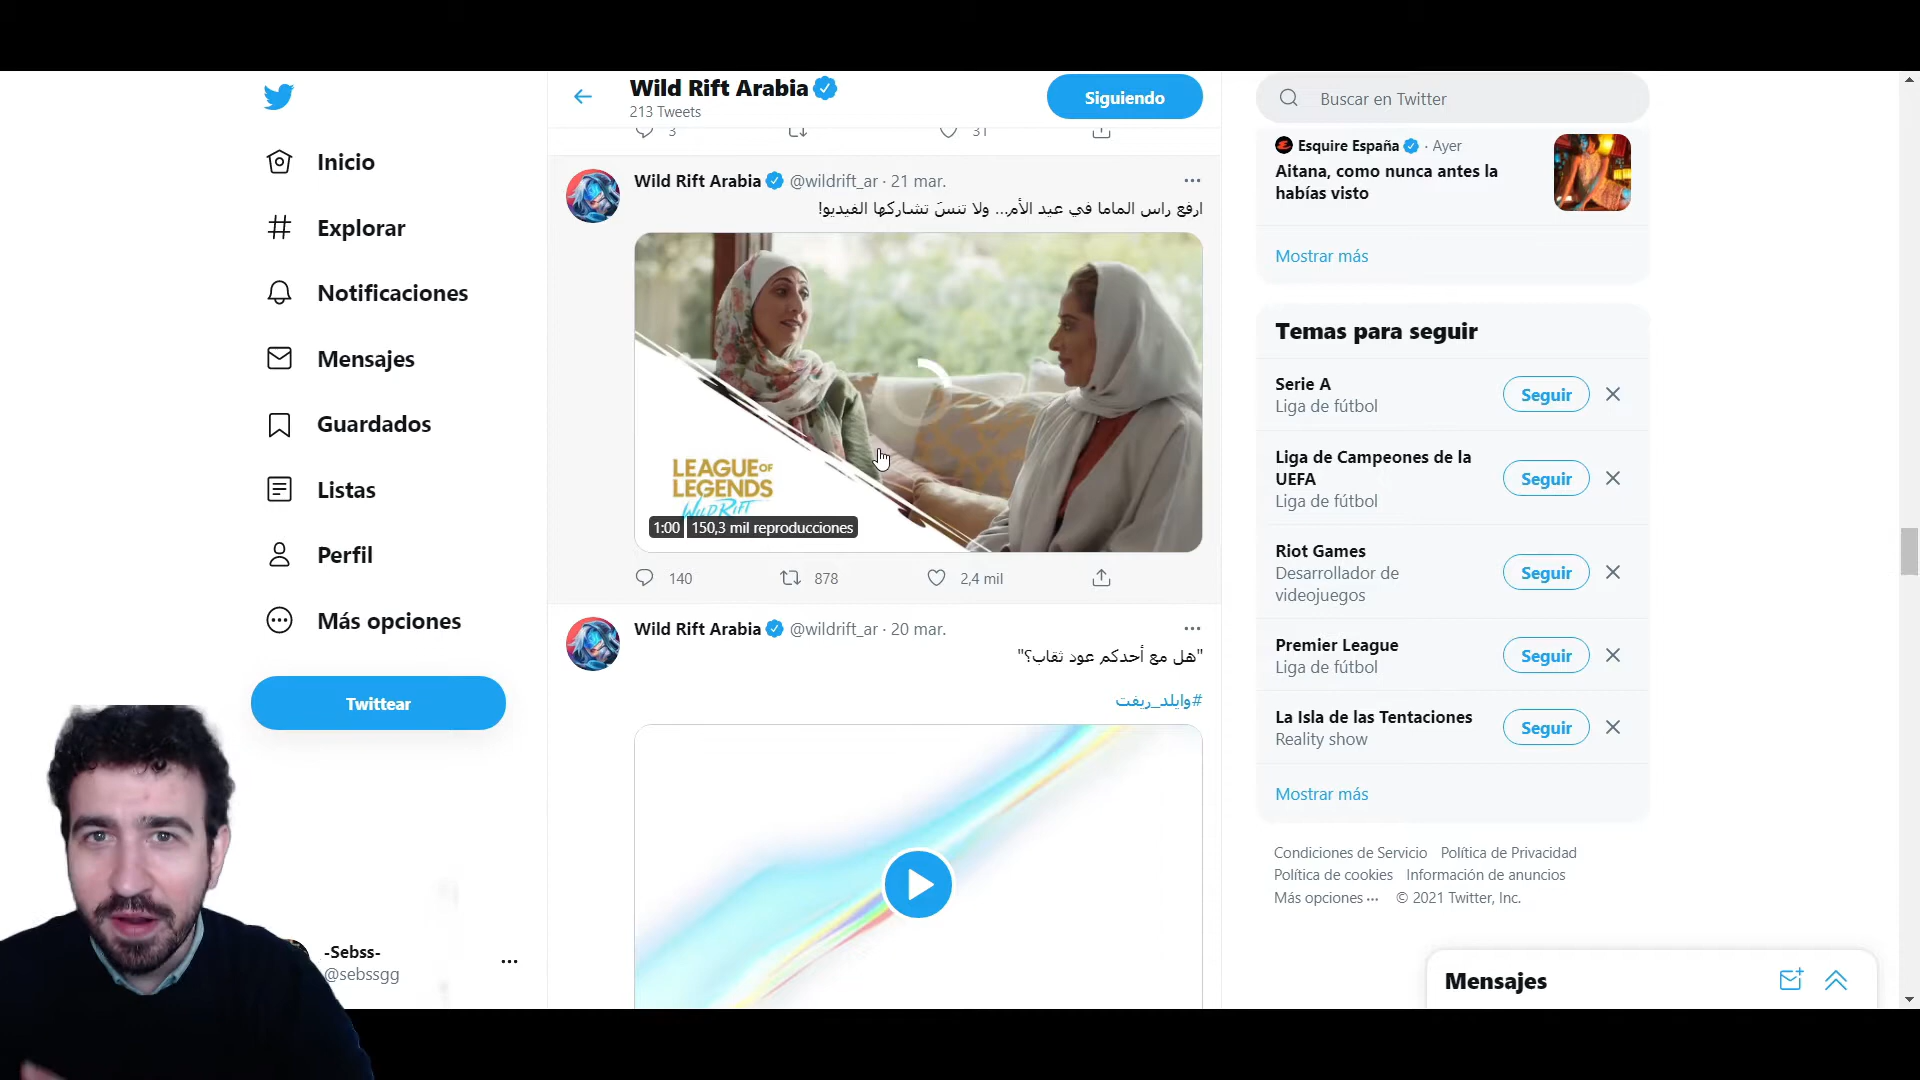 Inicio
Explorar
Notificaciones
Mensajes
Guardados
Listas
Perfil
Más opciones
Twittear
-Sebss-
@sebssgg
Wild Rift Arabia
213 Tweets
Siguiendo
3
31
Wild Rift Arabia @wildrift_ar · 21 mar.
ارفع راس الماما في عيد الأم... ولا تنسَ تشاركها الفيديو!
LEAGUE OF
LEGENDS
WILD RIFT
1:00 150,3 mil reproducciones
140
878
2,4 mil
Wild Rift Arabia @wildrift_ar · 20 mar.
"هل مع أحدكم عود ثقاب؟"
#وايلد_ريفت
Buscar en Twitter
Esquire España · Ayer
Aitana, como nunca antes la
habías visto
Mostrar más
Temas para seguir
Serie A
Liga de fútbol
Seguir
Liga de Campeones de la
UEFA
Liga de fútbol
Seguir
Riot Games
Desarrollador de
videojuegos
Seguir
Premier League
Liga de fútbol
Seguir
La Isla de las Tentaciones
Reality show
Seguir
Mostrar más
Condiciones de Servicio Política de Privacidad
Política de cookies Información de anuncios
Más opciones ··· © 2021 Twitter, Inc.
Mensajes